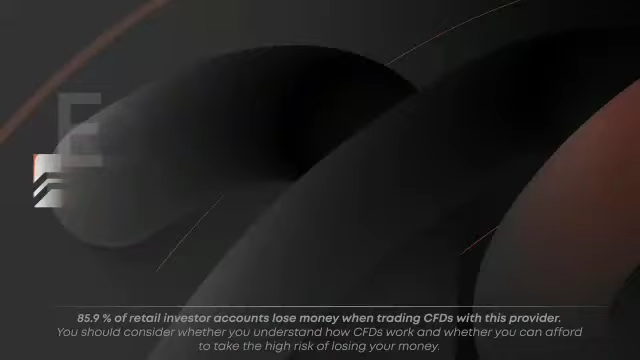 E
85.9 % of retail investor accounts lose money when trading CFDs with this provider.
You should consider whether you understand how CFDs work and whether you can afford
to take the high risk of losing your money.